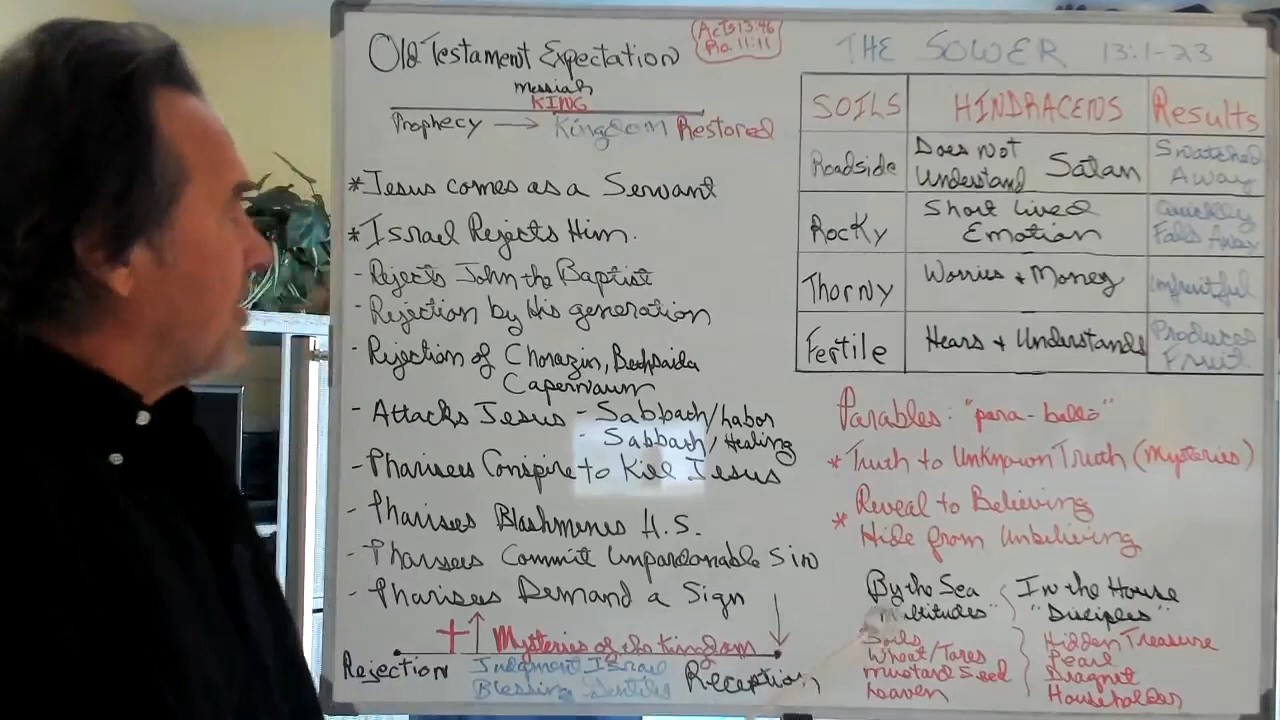 Old Testament Expectation
Acts 13:46
Ro. 11:11
Messiah
KING
Prophecy → Kingdom Restored
*Jesus comes as a Servant
*Israel Rejects Him.
- Rejects John the Baptist
- Rejection by His generation
- Rejection of Chorazin, Bethsaida
Capernaum
- Attacks Jesus - Sabbath/Labor
- Sabbath/Healing
- Pharisees Conspire to Kill Jesus
- Pharisees Blashmenes H.S.
- Pharisees Commit Unpardonable Sin
- Pharisees Demand a Sign
Mysteries of the Kingdom
Rejection
Judgment Israel
Blessing Gentiles
Reception
THE SOWER 13:1-23
SOILS HINDRACENS Results
Roadside Does Not Understand Satan Snatched Away
Rocky Short Lived Emotion Quickly Falls Away
Thorny Worries + Money Unfruitful
Fertile Hears + Understands Produces Fruit
Parables: "para-ballō"
* Truth to Unknown Truth (Mysteries)
Reveal to Believing
* Hide from Unbelieving
By the Sea
"Multitudes"
Soils
Wheat/Tares
Mustard Seed
Leaven
In the House
"Disciples"
Hidden Treasure
Pearl
Dragnet
Householder